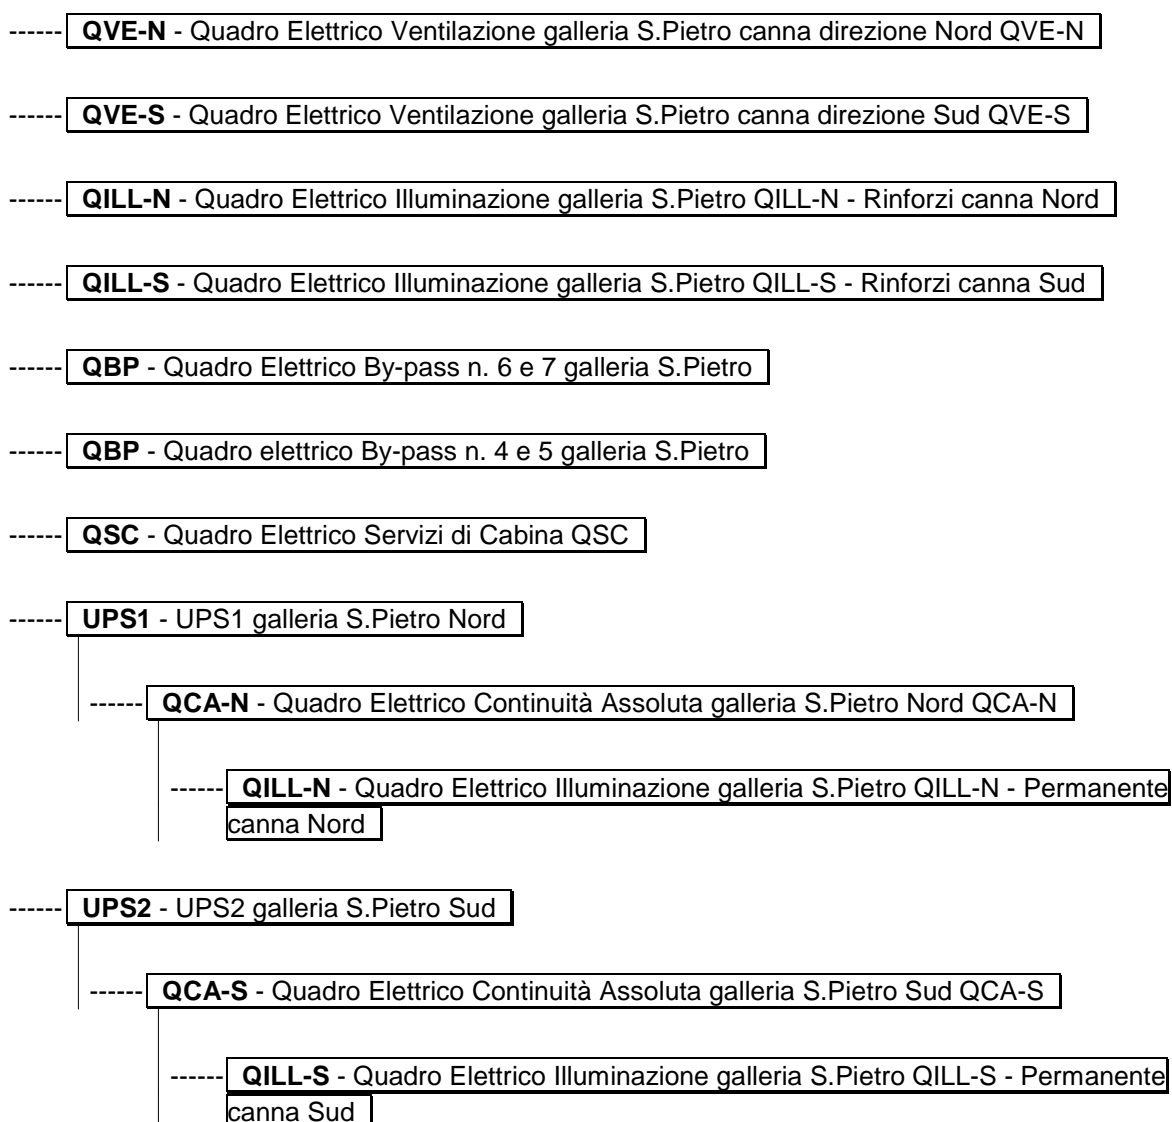 ------ QVE-N - Quadro Elettrico Ventilazione galleria S.Pietro canna direzione Nord QVE-N
------ QVE-S - Quadro Elettrico Ventilazione galleria S.Pietro canna direzione Sud QVE-S
------ QILL-N - Quadro Elettrico Illuminazione galleria S.Pietro QILL-N - Rinforzi canna Nord
------ QILL-S - Quadro Elettrico Illuminazione galleria S.Pietro QILL-S - Rinforzi canna Sud
------ QBP - Quadro Elettrico By-pass n. 6 e 7 galleria S.Pietro
------ QBP - Quadro elettrico By-pass n. 4 e 5 galleria S.Pietro
------ QSC - Quadro Elettrico Servizi di Cabina QSC
------ UPS1 - UPS1 galleria S.Pietro Nord
------ QCA-N - Quadro Elettrico Continuità Assoluta galleria S.Pietro Nord QCA-N
------ QILL-N - Quadro Elettrico Illuminazione galleria S.Pietro QILL-N - Permanente
canna Nord
------ UPS2 - UPS2 galleria S.Pietro Sud
------ QCA-S - Quadro Elettrico Continuità Assoluta galleria S.Pietro Sud QCA-S
------ QILL-S - Quadro Elettrico Illuminazione galleria S.Pietro QILL-S - Permanente
canna Sud